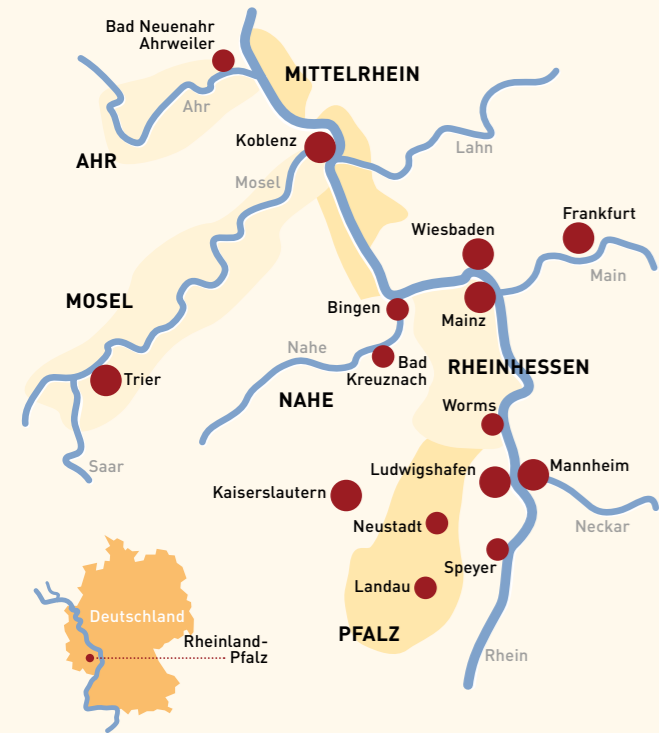 Bad Neuenahr
Ahrweiler
MITTELRHEIN
Ahr
Koblenz
Lahn
AHR
Mosel
Frankfurt
Wiesbaden
Main
MOSEL
Bingen
Mainz
Nahe
Bad
Kreuznach
RHEINHESSEN
Trier
NAHE
Worms
Saar
Ludwigshafen
Mannheim
Kaiserslautern
Neustadt
Neckar
Speyer
Landau
Deutschland
PFALZ
Rheinland-
Pfalz
Rhein